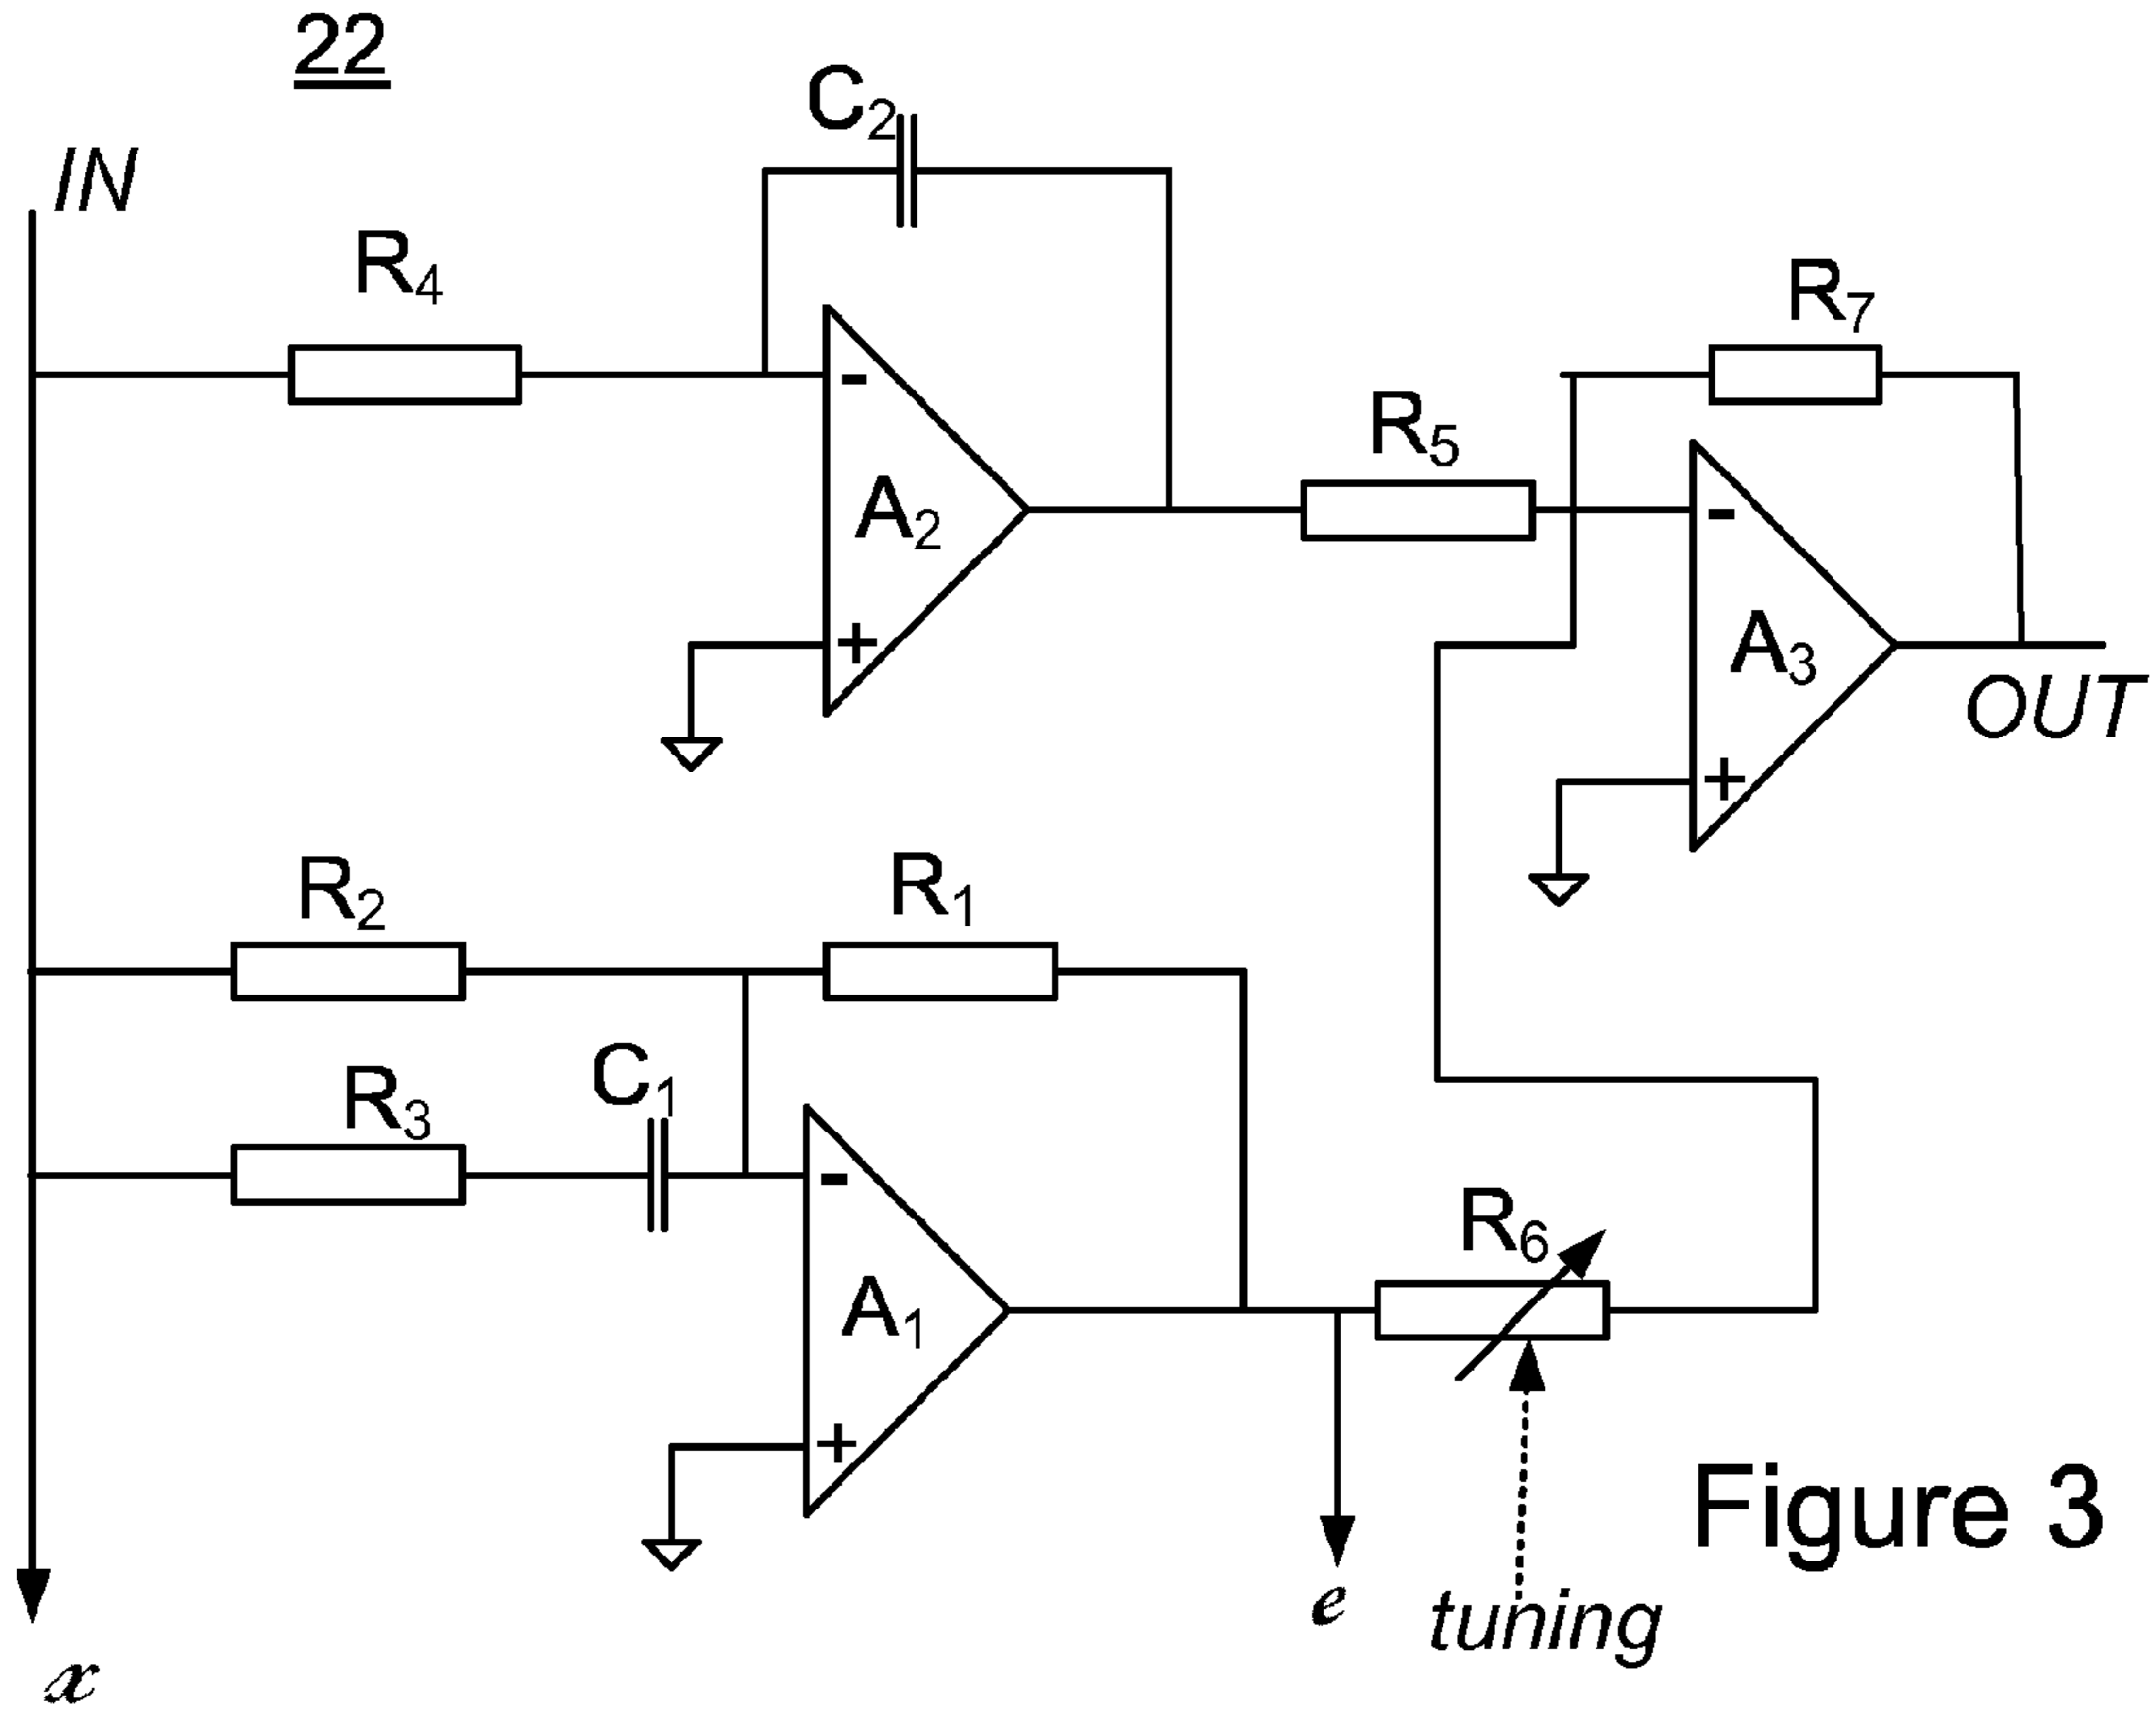 22
IN
C2
R4
R7
R5
-
A2
+
-
A3
+
OUT
R2
R1
R3
C1
-
A1
+
R6
Figure 3
e
tuning
x